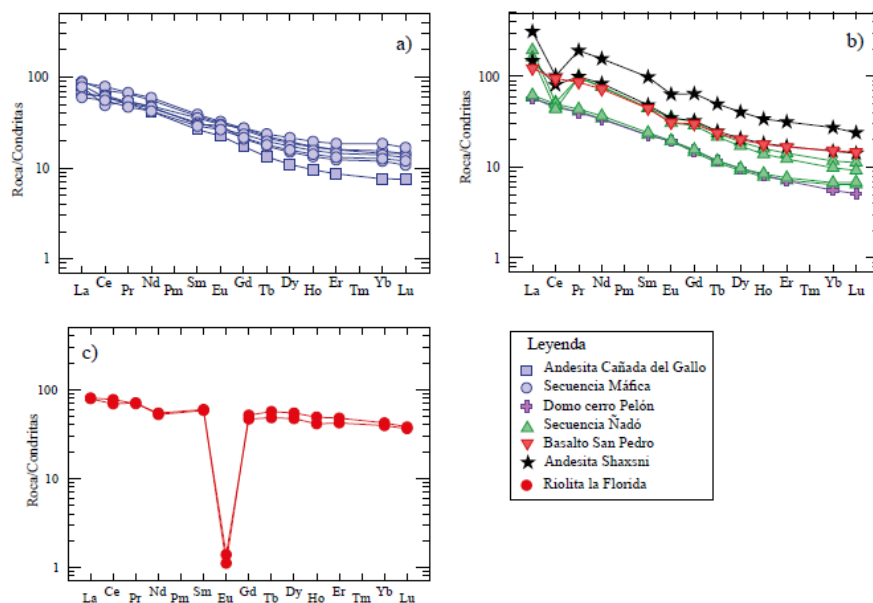 a)
100
10
1
Roca/Condritas
La Ce Pr Nd Pm Sm Eu Gd Tb Dy Ho Er Tm Yb Lu
b)
100
10
1
Roca/Condritas
La Ce Pr Nd Pm Sm Eu Gd Tb Dy Ho Er Tm Yb Lu
c)
100
10
1
Roca/Condritas
La Ce Pr Nd Pm Sm Eu Gd Tb Dy Ho Er Tm Yb Lu
Leyenda
Andesita Cañada del Gallo
Secuencia Máfica
Domo cerro Pelón
Secuencia Ñadó
Basalto San Pedro
Andesita Shaxsni
Riolita la Florida